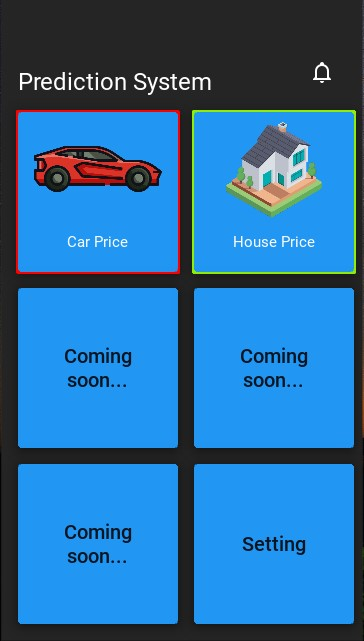 Prediction System
Car Price
House Price
Coming
soon...
Coming
soon...
Coming
soon...
Setting